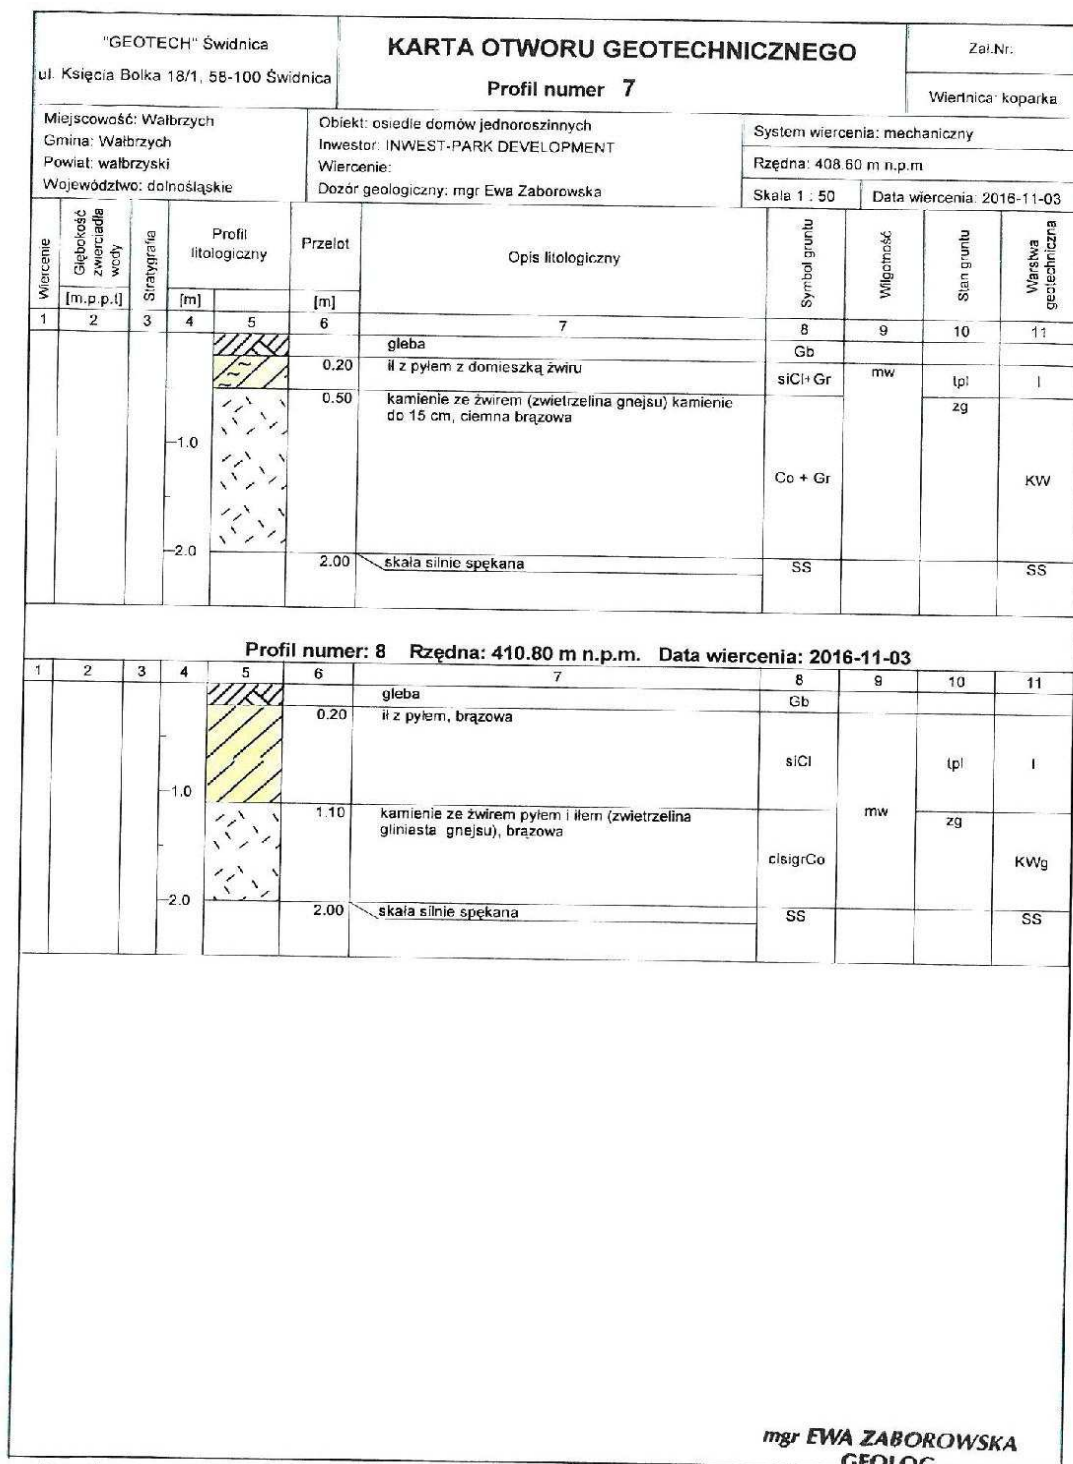 "GEOTECH" Świdnica
ul. Księcia Bolka 18/1, 58-100 Świdnica
KARTA OTWORU GEOTECHNICZNEGO
Profil numer 7
Zał.Nr:
Wiertnica: koparka
Miejscowość: Wałbrzych
Gmina: Wałbrzych
Powiat: wałbrzyski
Województwo: dolnośląskie
Obiekt: osiedle domów jednoroszinnych
Inwestor: INWEST-PARK DEVELOPMENT
Wiercenie:
Dozór geologiczny: mgr Ewa Zaborowska
System wiercenia: mechaniczny
Rzędna: 408.60 m n.p.m
Skala 1 : 50 Data wiercenia: 2016-11-03
Wiercenie
Głębokość zwierciadła wody
[m.p.p.t]
Stratygrafia
Profil litologiczny
[m]
Przelot
[m]
Opis litologiczny
Symbol gruntu
Wilgotność
Stan gruntu
Warstwa geotechniczna
1 2 3 4 5 6 7 8 9 10 11
gleba Gb
0.20 ił z pyłem z domieszką żwiru siCl+Gr mw tpl I
0.50 kamienie ze żwirem (zwietrzelina gnejsu) kamienie zg
do 15 cm, ciemna brązowa
1.0
Co + Gr KW
2.0
2.00 skała silnie spękana SS SS
Profil numer: 8 Rzędna: 410.80 m n.p.m. Data wiercenia: 2016-11-03
1 2 3 4 5 6 7 8 9 10 11
gleba Gb
0.20 ił z pyłem, brązowa
siCl tpl I
1.0
1.10 kamienie ze żwirem pyłem i iłem (zwietrzelina mw zg
gliniasta gnejsu), brązowa
clsigrCo KWg
2.0
2.00 skała silnie spękana SS SS
mgr EWA ZABOROWSKA
GEOLOG